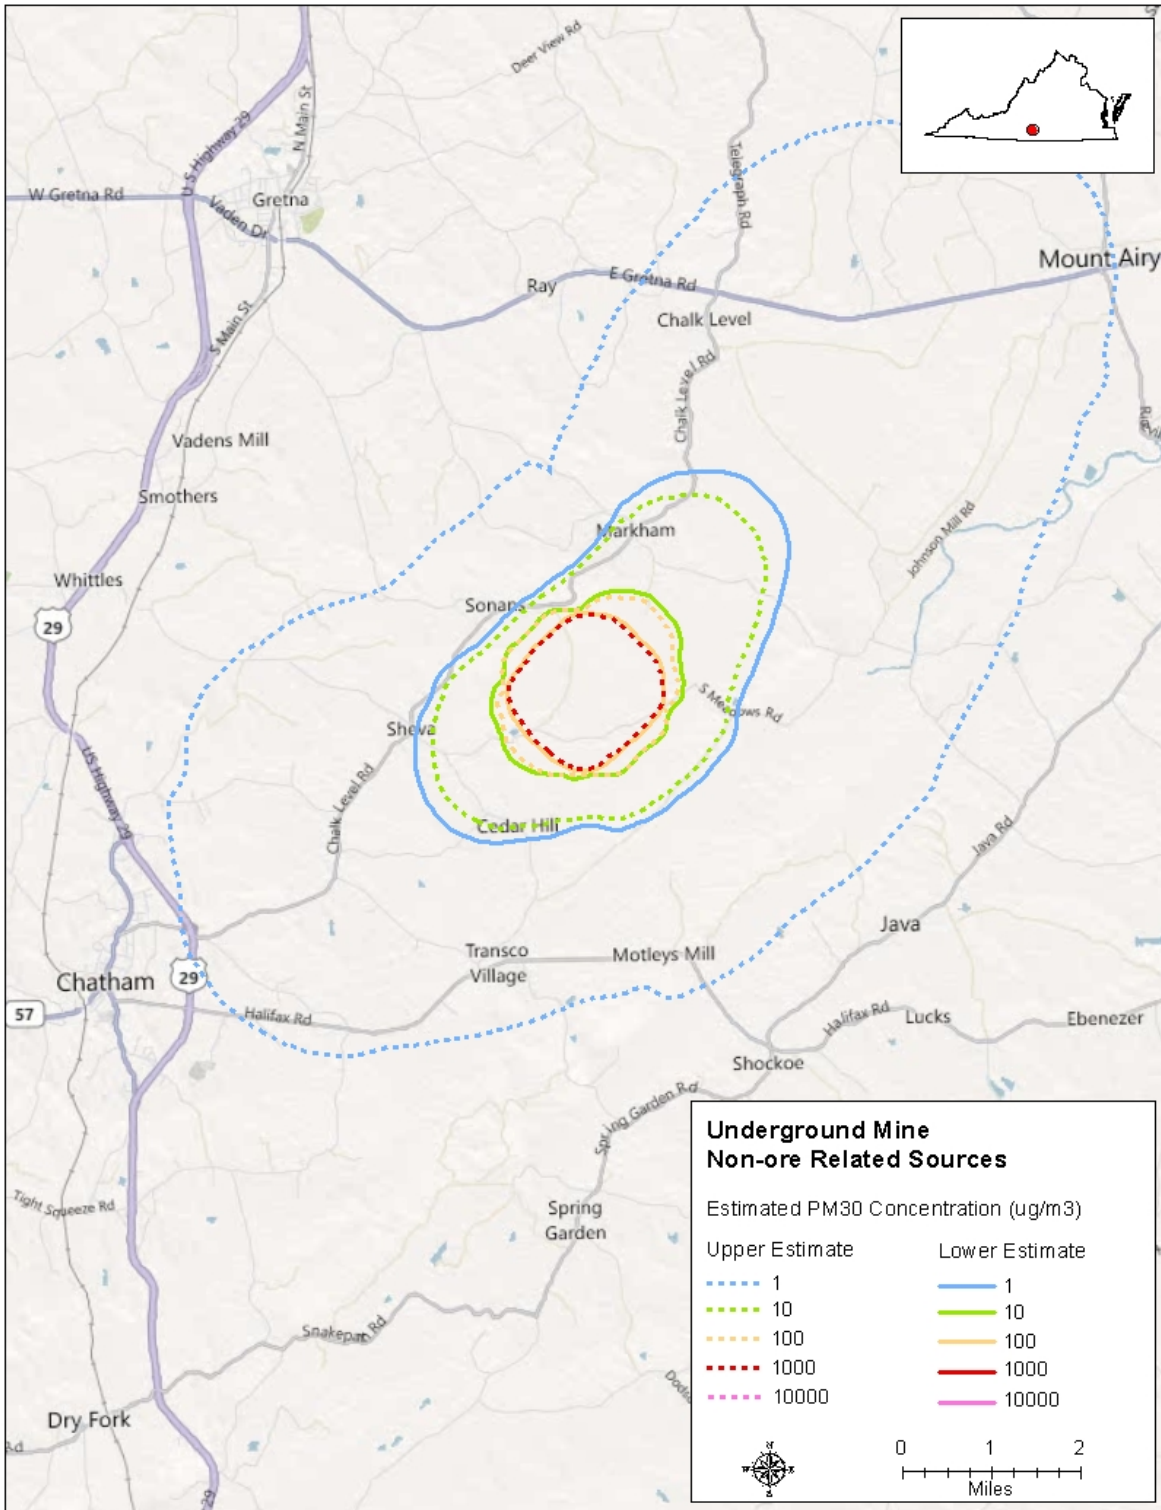 Deer View Rd
N Main St
U S Highway 29
W Gretna Rd
Gretna
Vaden Dr
Telegraph Rd
Mount Airy
Ray
E Gretna Rd
Chalk Level
S Main St
Chalk Level Rd
Vadens Mill
Smothers
Markham
Johnson Mill Rd
Whittles
Sonans
29
S Meadows Rd
Sheva
US Highway 29
Chalk Level Rd
Cedar Hill
Java Rd
Java
Transco
Village
Motleys Mill
Chatham
29
57
Halifax Rd
Halifax Rd
Lucks
Ebenezer
Shockoe
Spring Garden Rd
Tight Squeeze Rd
Spring
Garden
Snakepath Rd
Dry Fork
Rd
29
Underground Mine
Non-ore Related Sources
Estimated PM30 Concentration (ug/m3)
Upper Estimate
Lower Estimate
1
1
10
10
100
100
1000
1000
10000
10000
N
W
E
S
0
1
2
Miles